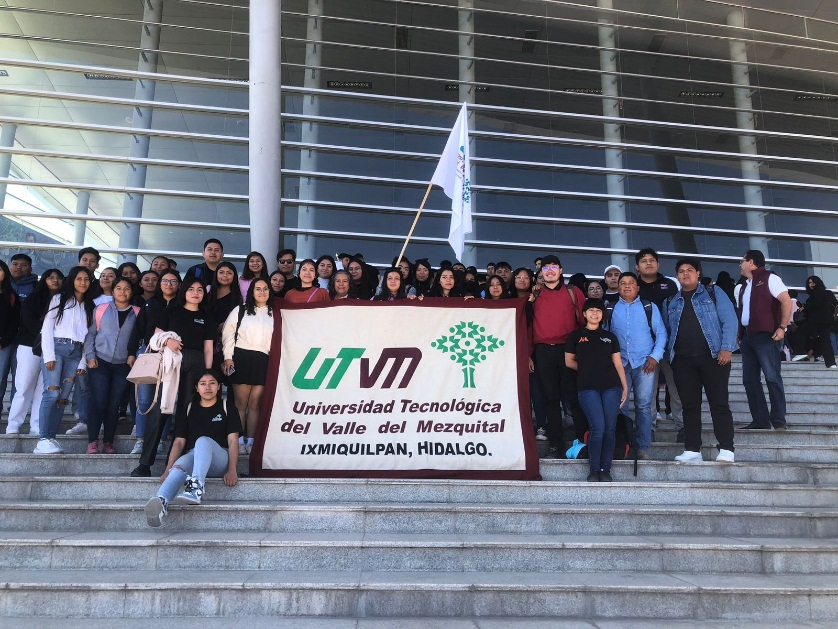 UTVM
Universidad Tecnológica
del Valle del Mezquital
IXMIQUILPAN, HIDALGO.